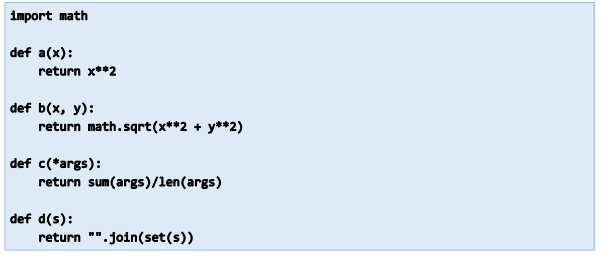 import math
def a(x):
    return x**2
def b(x, y):
    return math.sqrt(x**2 + y**2)
def c(*args):
    return sum(args)/len(args)
def d(s):
    return "".join(set(s))